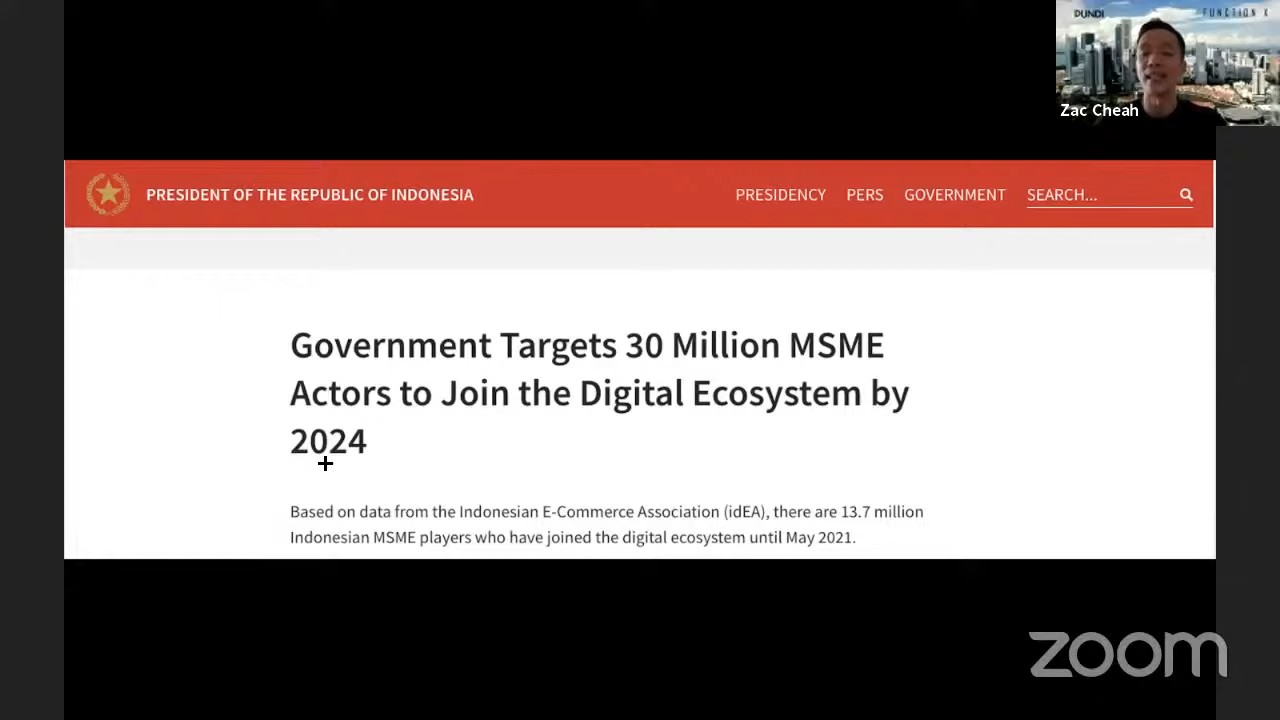 PUNDI
FUNCTION X
Zac Cheah
PRESIDENT OF THE REPUBLIC OF INDONESIA
PRESIDENCY PERS GOVERNMENT SEARCH...
Government Targets 30 Million MSME
Actors to Join the Digital Ecosystem by
2024
Based on data from the Indonesian E-Commerce Association (idEA), there are 13.7 million
Indonesian MSME players who have joined the digital ecosystem until May 2021.
zoom